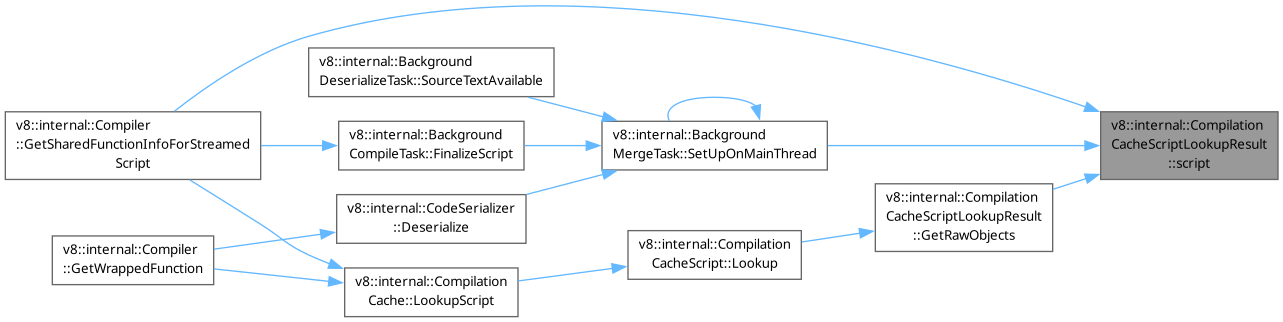 v8::internal::Background
DeserializeTask::SourceTextAvailable
v8::internal::Compiler
::GetSharedFunctionInfoForStreamed
Script
v8::internal::Background
CompileTask::FinalizeScript
v8::internal::Background
MergeTask::SetUpOnMainThread
v8::internal::Compilation
CacheScriptLookupResult
::script
v8::internal::CodeSerializer
::Deserialize
v8::internal::Compilation
CacheScriptLookupResult
::GetRawObjects
v8::internal::Compiler
::GetWrappedFunction
v8::internal::Compilation
CacheScript::Lookup
v8::internal::Compilation
Cache::LookupScript